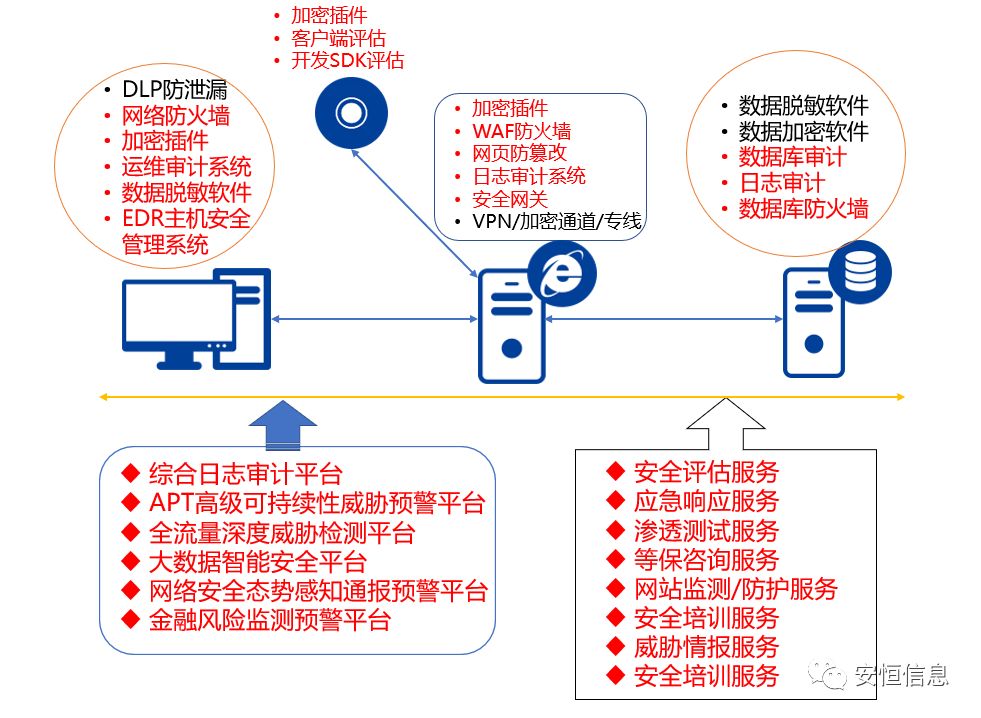 • 加密插件
• 客户端评估
• 开发SDK评估
• DLP防泄漏
• 网络防火墙
• 加密插件
• 运维审计系统
• 数据脱敏软件
• EDR主机安全
管理系统
• 加密插件
• WAF防火墙
• 网页防篡改
• 日志审计系统
• 安全网关
• VPN/加密通道/专线
• 数据脱敏软件
• 数据加密软件
• 数据库审计
• 日志审计
• 数据库防火墙
◆ 综合日志审计平台
◆ APT高级可持续性威胁预警平台
◆ 全流量深度威胁检测平台
◆ 大数据智能安全平台
◆ 网络安全态势感知通报预警平台
◆ 金融风险监测预警平台
◆ 安全评估服务
◆ 应急响应服务
◆ 渗透测试服务
◆ 等保咨询服务
◆ 网站监测/防护服务
◆ 安全培训服务
◆ 威胁情报服务
◆ 安全培训服务
安恒信息